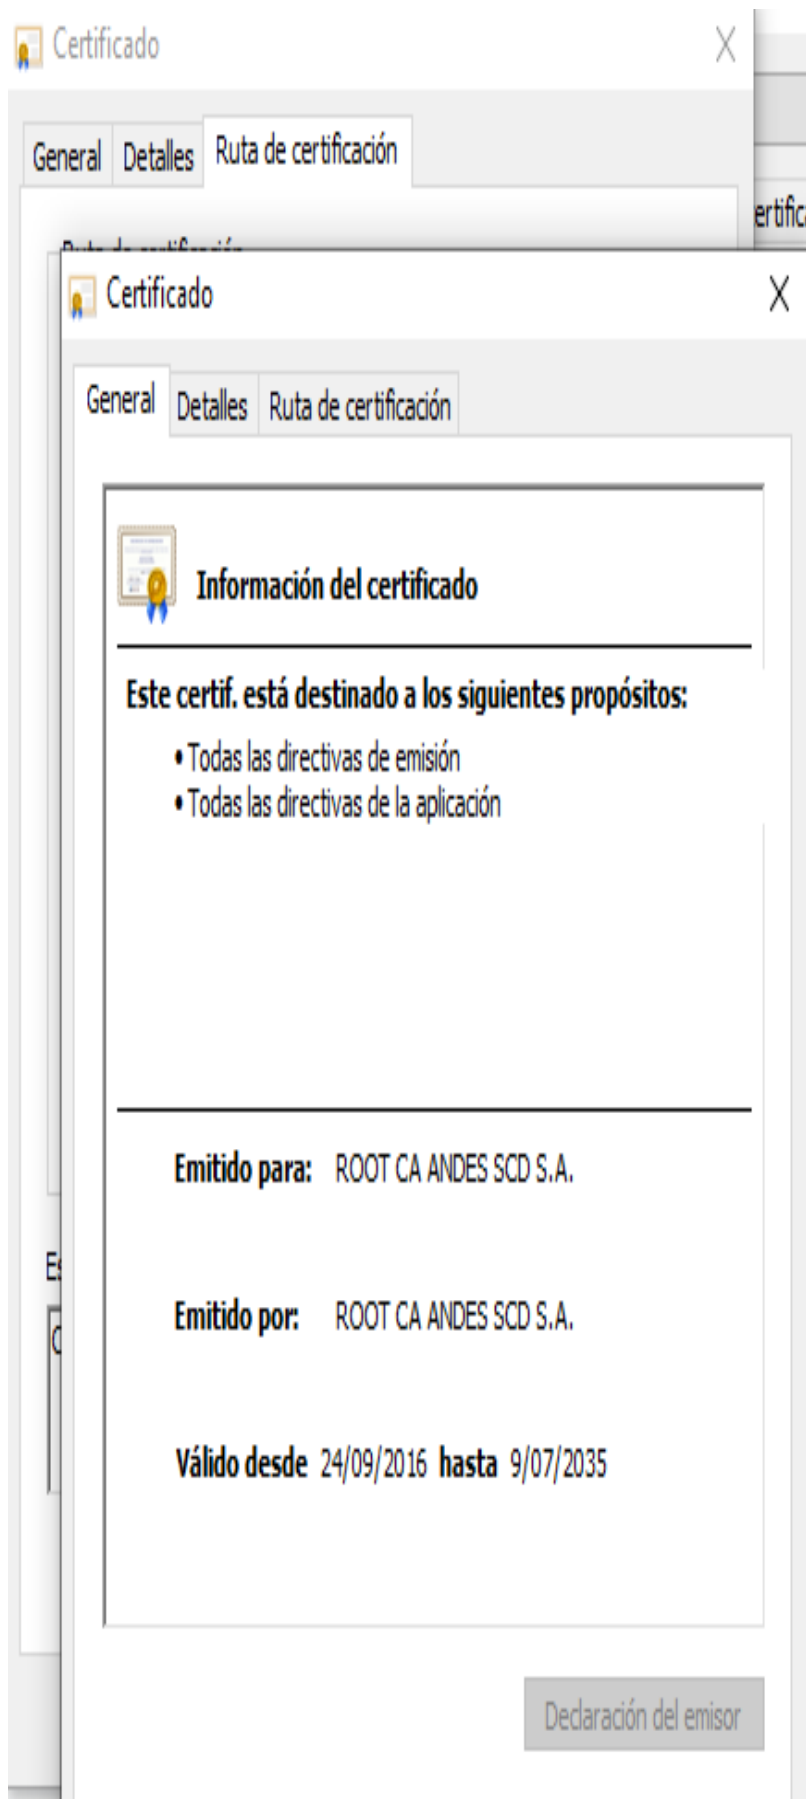 Certificado
General Detalles Ruta de certificación
Ruta de certificación
Certificado
General Detalles Ruta de certificación
Información del certificado
Este certif. está destinado a los siguientes propósitos:
• Todas las directivas de emisión
• Todas las directivas de la aplicación
Emitido para: ROOT CA ANDES SCD S.A.
Emitido por: ROOT CA ANDES SCD S.A.
Válido desde 24/09/2016 hasta 9/07/2035
Declaración del emisor